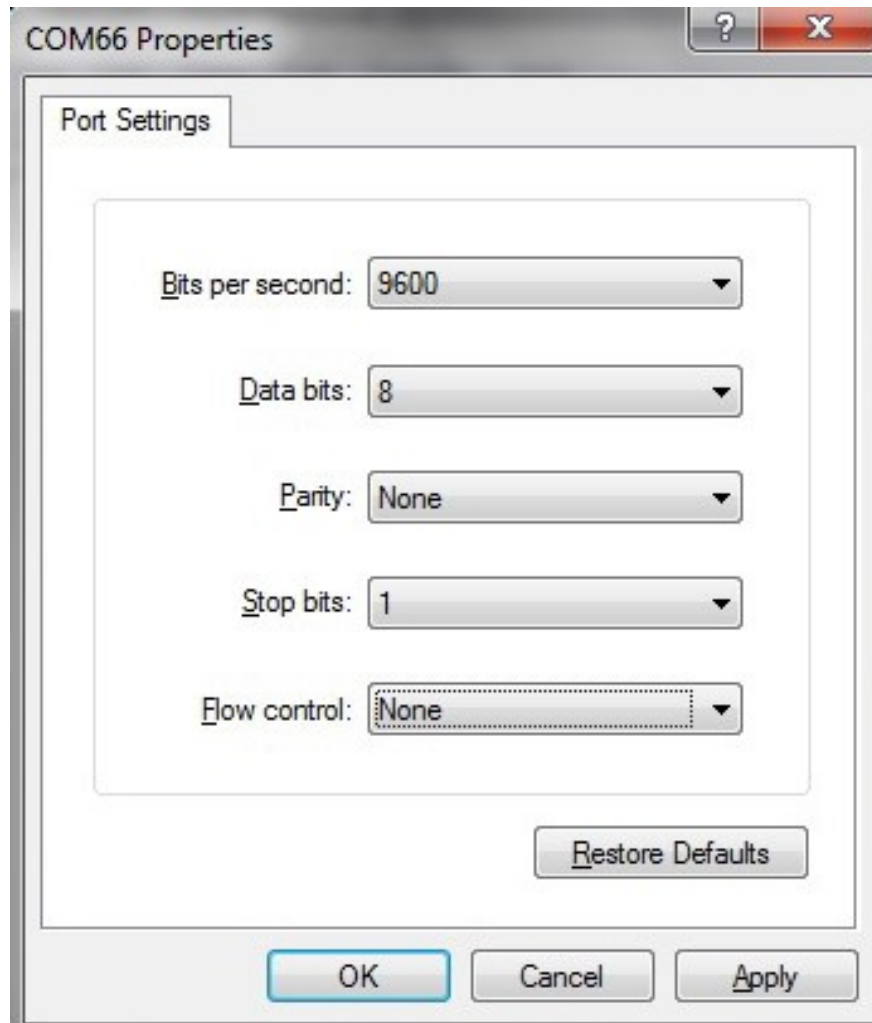 COM66 Properties
?
X
Port Settings
Bits per second: 9600
Data bits: 8
Parity: None
Stop bits: 1
Flow control: None
Restore Defaults
OK Cancel Apply